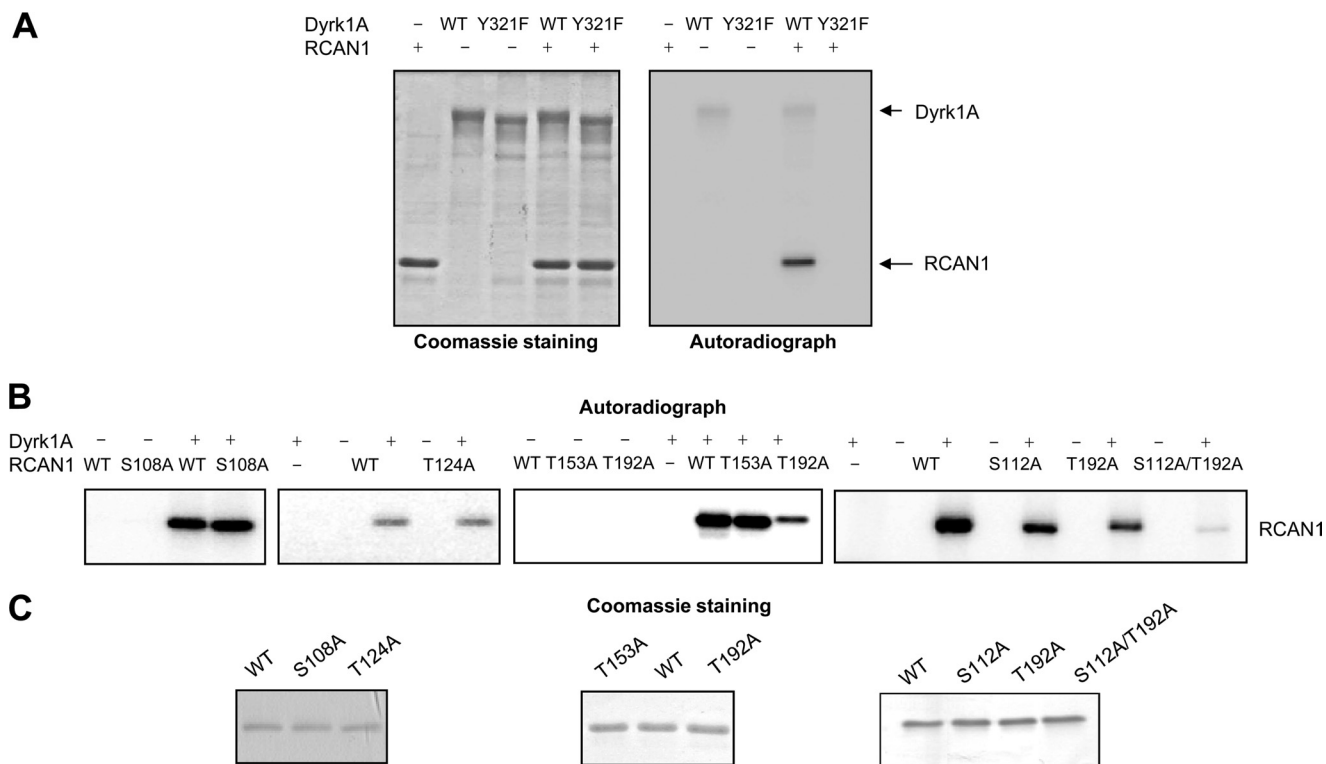 A
Dyrk1A – WT Y321F WT Y321F – WT Y321F WT Y321F
RCAN1 + – – + + + – – + +
Dyrk1A
RCAN1
Coomassie staining Autoradiograph
B
Autoradiograph
Dyrk1A – – + + + – + – + – – – + + + + + – + – + – + – +
RCAN1 WT S108A WT S108A – WT T124A WT T153A T192A – WT T153A T192A – WT S112A T192A S112A/T192A
RCAN1
C
Coomassie staining
WT S108A T124A T153A WT T192A WT S112A T192A S112A/T192A